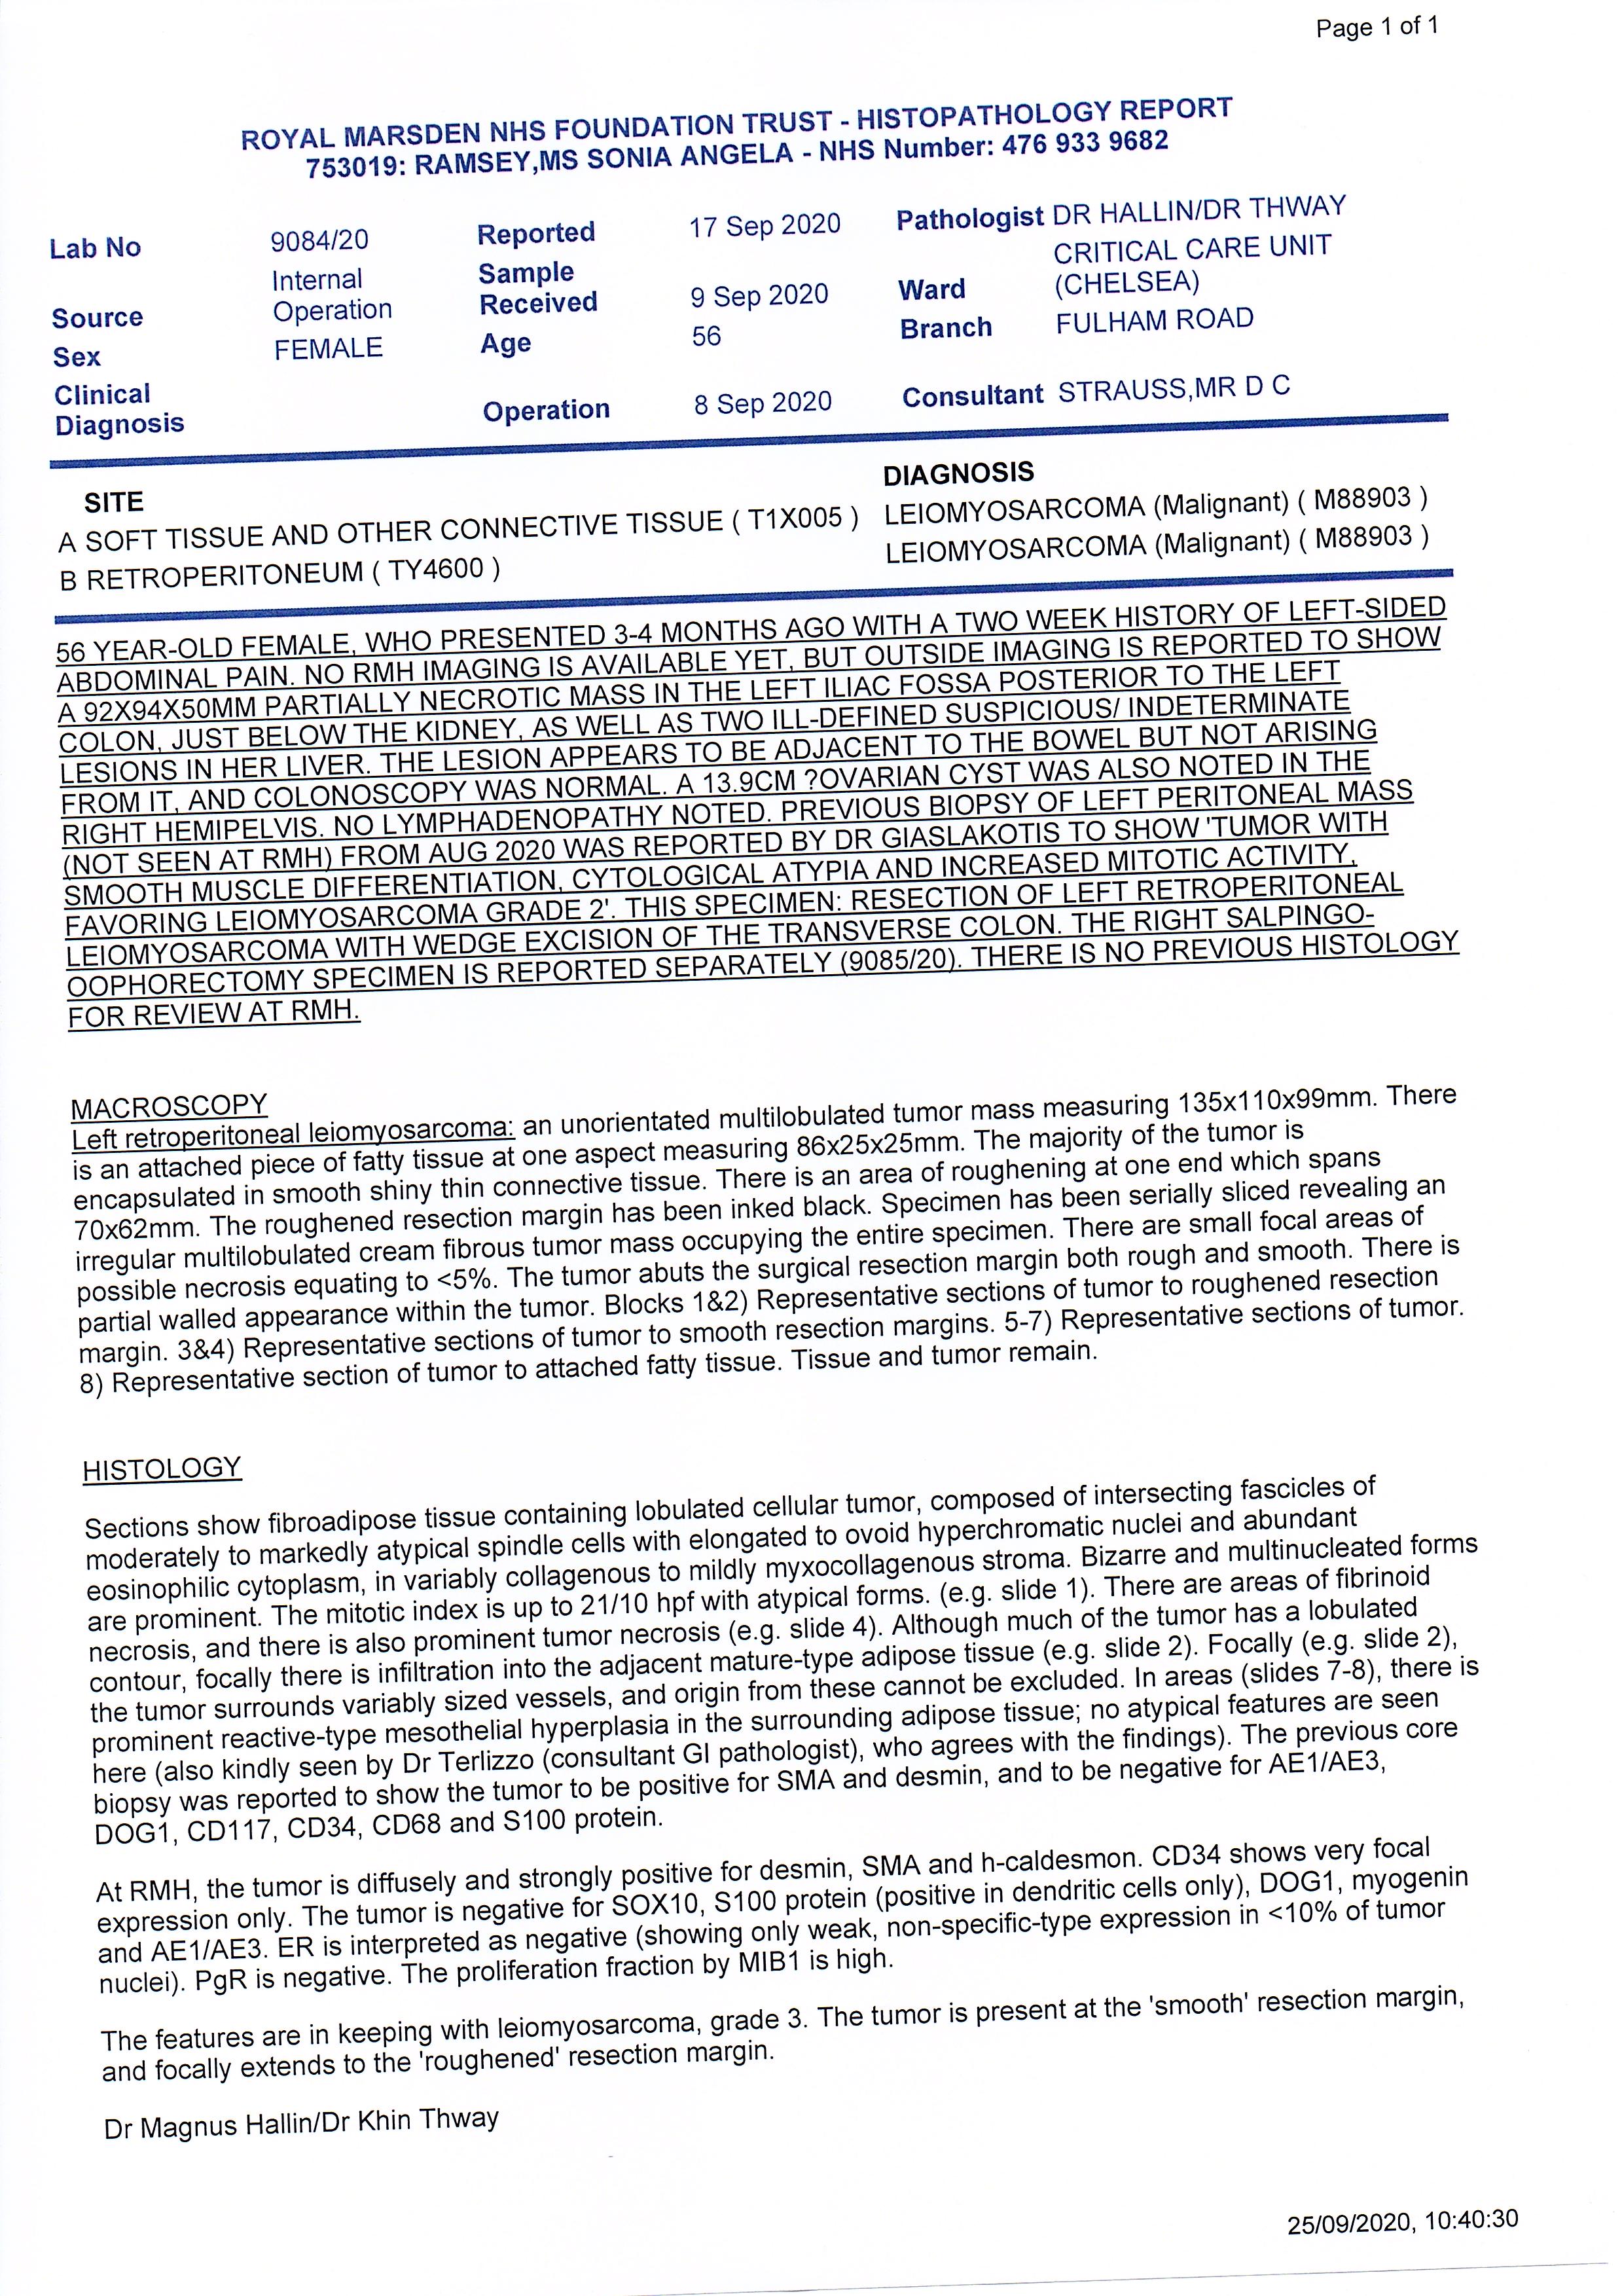 Page 1 of 1
ROYAL MARSDEN NHS FOUNDATION TRUST - HISTOPATHOLOGY REPORT
753019: RAMSEY,MS SONIA ANGELA - NHS Number: 476 933 9682
Lab No 9084/20 Reported 17 Sep 2020 Pathologist DR HALLIN/DR THWAY
Source Internal Operation Sample Received 9 Sep 2020 Ward CRITICAL CARE UNIT (CHELSEA)
Sex FEMALE Age 56 Branch FULHAM ROAD
Clinical Diagnosis Operation 8 Sep 2020 Consultant STRAUSS,MR D C
SITE DIAGNOSIS
A SOFT TISSUE AND OTHER CONNECTIVE TISSUE ( T1X005 ) LEIOMYOSARCOMA (Malignant) ( M88903 )
B RETROPERITONEUM ( TY4600 ) LEIOMYOSARCOMA (Malignant) ( M88903 )
56 YEAR-OLD FEMALE, WHO PRESENTED 3-4 MONTHS AGO WITH A TWO WEEK HISTORY OF LEFT-SIDED
ABDOMINAL PAIN. NO RMH IMAGING IS AVAILABLE YET, BUT OUTSIDE IMAGING IS REPORTED TO SHOW
A 92X94X50MM PARTIALLY NECROTIC MASS IN THE LEFT ILIAC FOSSA POSTERIOR TO THE LEFT
COLON, JUST BELOW THE KIDNEY, AS WELL AS TWO ILL-DEFINED SUSPICIOUS/ INDETERMINATE
LESIONS IN HER LIVER. THE LESION APPEARS TO BE ADJACENT TO THE BOWEL BUT NOT ARISING
FROM IT, AND COLONOSCOPY WAS NORMAL. A 13.9CM ?OVARIAN CYST WAS ALSO NOTED IN THE
RIGHT HEMIPELVIS. NO LYMPHADENOPATHY NOTED. PREVIOUS BIOPSY OF LEFT PERITONEAL MASS
(NOT SEEN AT RMH) FROM AUG 2020 WAS REPORTED BY DR GIASLAKOTIS TO SHOW 'TUMOR WITH
SMOOTH MUSCLE DIFFERENTIATION, CYTOLOGICAL ATYPIA AND INCREASED MITOTIC ACTIVITY,
FAVORING LEIOMYOSARCOMA GRADE 2'. THIS SPECIMEN: RESECTION OF LEFT RETROPERITONEAL
LEIOMYOSARCOMA WITH WEDGE EXCISION OF THE TRANSVERSE COLON. THE RIGHT SALPINGO-
OOPHORECTOMY SPECIMEN IS REPORTED SEPARATELY (9085/20). THERE IS NO PREVIOUS HISTOLOGY
FOR REVIEW AT RMH.
MACROSCOPY
Left retroperitoneal leiomyosarcoma: an unorientated multilobulated tumor mass measuring 135x110x99mm. There
is an attached piece of fatty tissue at one aspect measuring 86x25x25mm. The majority of the tumor is
encapsulated in smooth shiny thin connective tissue. There is an area of roughening at one end which spans
70x62mm. The roughened resection margin has been inked black. Specimen has been serially sliced revealing an
irregular multilobulated cream fibrous tumor mass occupying the entire specimen. There are small focal areas of
possible necrosis equating to <5%. The tumor abuts the surgical resection margin both rough and smooth. There is
partial walled appearance within the tumor. Blocks 1&2) Representative sections of tumor to roughened resection
margin. 3&4) Representative sections of tumor to smooth resection margins. 5-7) Representative sections of tumor.
8) Representative section of tumor to attached fatty tissue. Tissue and tumor remain.
HISTOLOGY
Sections show fibroadipose tissue containing lobulated cellular tumor, composed of intersecting fascicles of
moderately to markedly atypical spindle cells with elongated to ovoid hyperchromatic nuclei and abundant
eosinophilic cytoplasm, in variably collagenous to mildly myxocollagenous stroma. Bizarre and multinucleated forms
are prominent. The mitotic index is up to 21/10 hpf with atypical forms. (e.g. slide 1). There are areas of fibrinoid
necrosis, and there is also prominent tumor necrosis (e.g. slide 4). Although much of the tumor has a lobulated
contour, focally there is infiltration into the adjacent mature-type adipose tissue (e.g. slide 2). Focally (e.g. slide 2),
the tumor surrounds variably sized vessels, and origin from these cannot be excluded. In areas (slides 7-8), there is
prominent reactive-type mesothelial hyperplasia in the surrounding adipose tissue; no atypical features are seen
here (also kindly seen by Dr Terlizzo (consultant GI pathologist), who agrees with the findings). The previous core
biopsy was reported to show the tumor to be positive for SMA and desmin, and to be negative for AE1/AE3,
DOG1, CD117, CD34, CD68 and S100 protein.
At RMH, the tumor is diffusely and strongly positive for desmin, SMA and h-caldesmon. CD34 shows very focal
expression only. The tumor is negative for SOX10, S100 protein (positive in dendritic cells only), DOG1, myogenin
and AE1/AE3. ER is interpreted as negative (showing only weak, non-specific-type expression in <10% of tumor
nuclei). PgR is negative. The proliferation fraction by MIB1 is high.
The features are in keeping with leiomyosarcoma, grade 3. The tumor is present at the 'smooth' resection margin,
and focally extends to the 'roughened' resection margin.
Dr Magnus Hallin/Dr Khin Thway
25/09/2020, 10:40:30